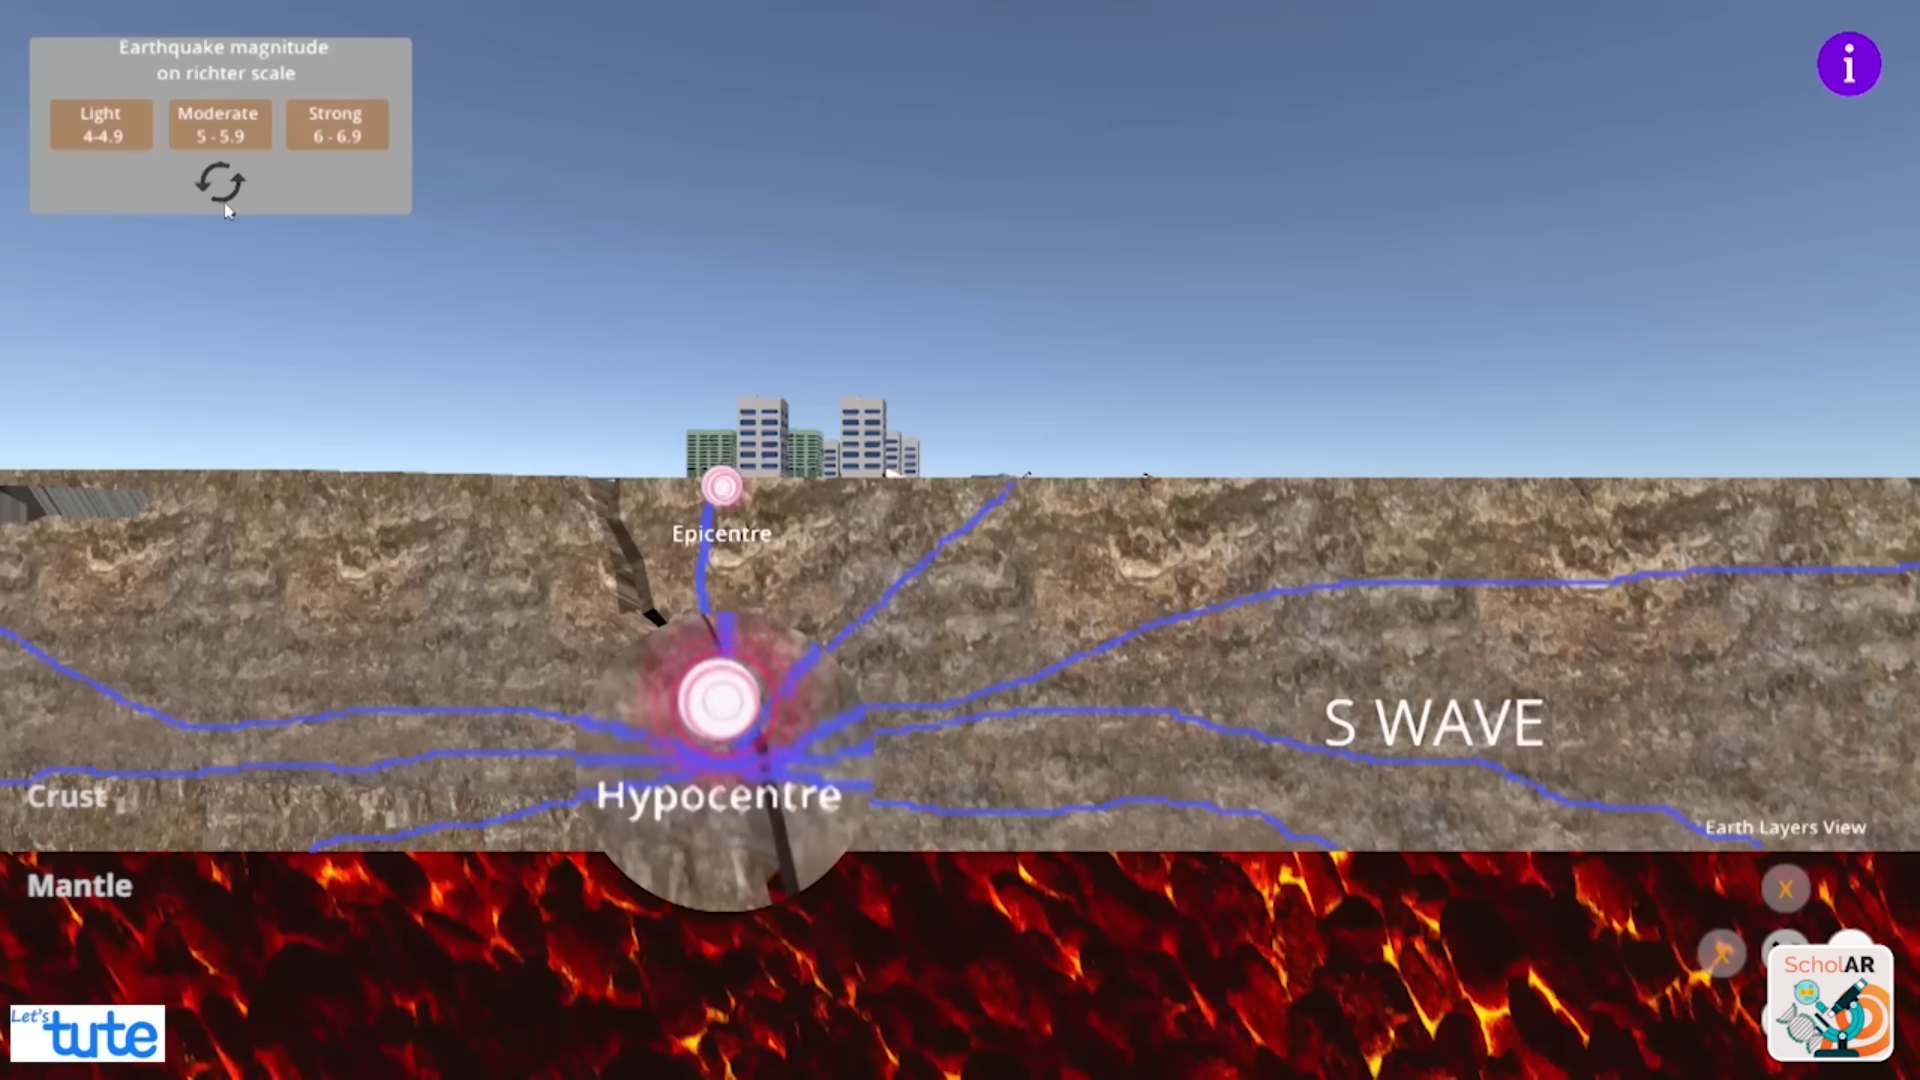 Earthquake magnitude
on richter scale
Light
4-4.9
Moderate
5 - 5.9
Strong
6 - 6.9
i
Epicentre
S WAVE
Hypocentre
Crust
Earth Layers View
Mantle
X
ScholAR
Let's
tute